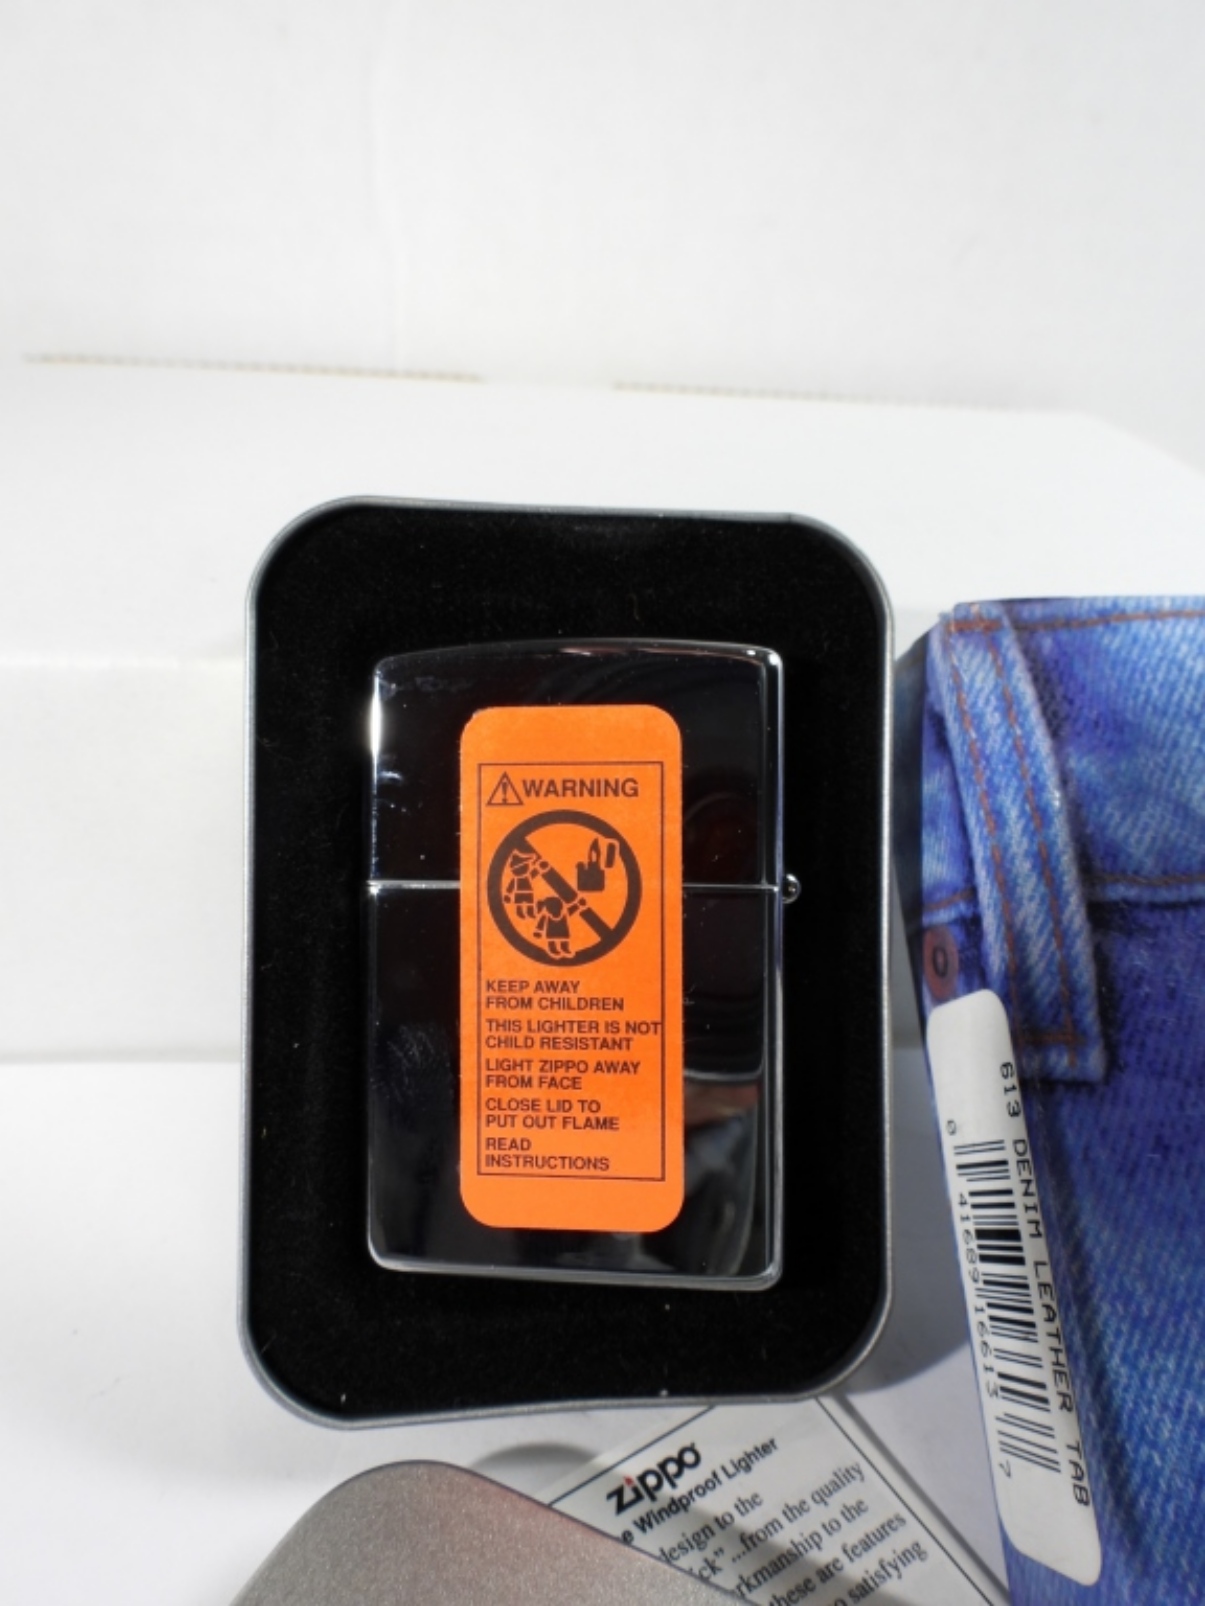 WARNING
KEEP AWAY
FROM CHILDREN
THIS LIGHTER IS NOT
CHILD RESISTANT
LIGHT ZIPPO AWAY
FROM FACE
CLOSE LID TO
PUT OUT FLAME
READ
INSTRUCTIONS
613 DENIM LEATHER TAB
0 41689 16613 7
zippo
e Windproof Lighter
design to the
ick" ...from the quality
rkmanship to the
these are features
o satisfying